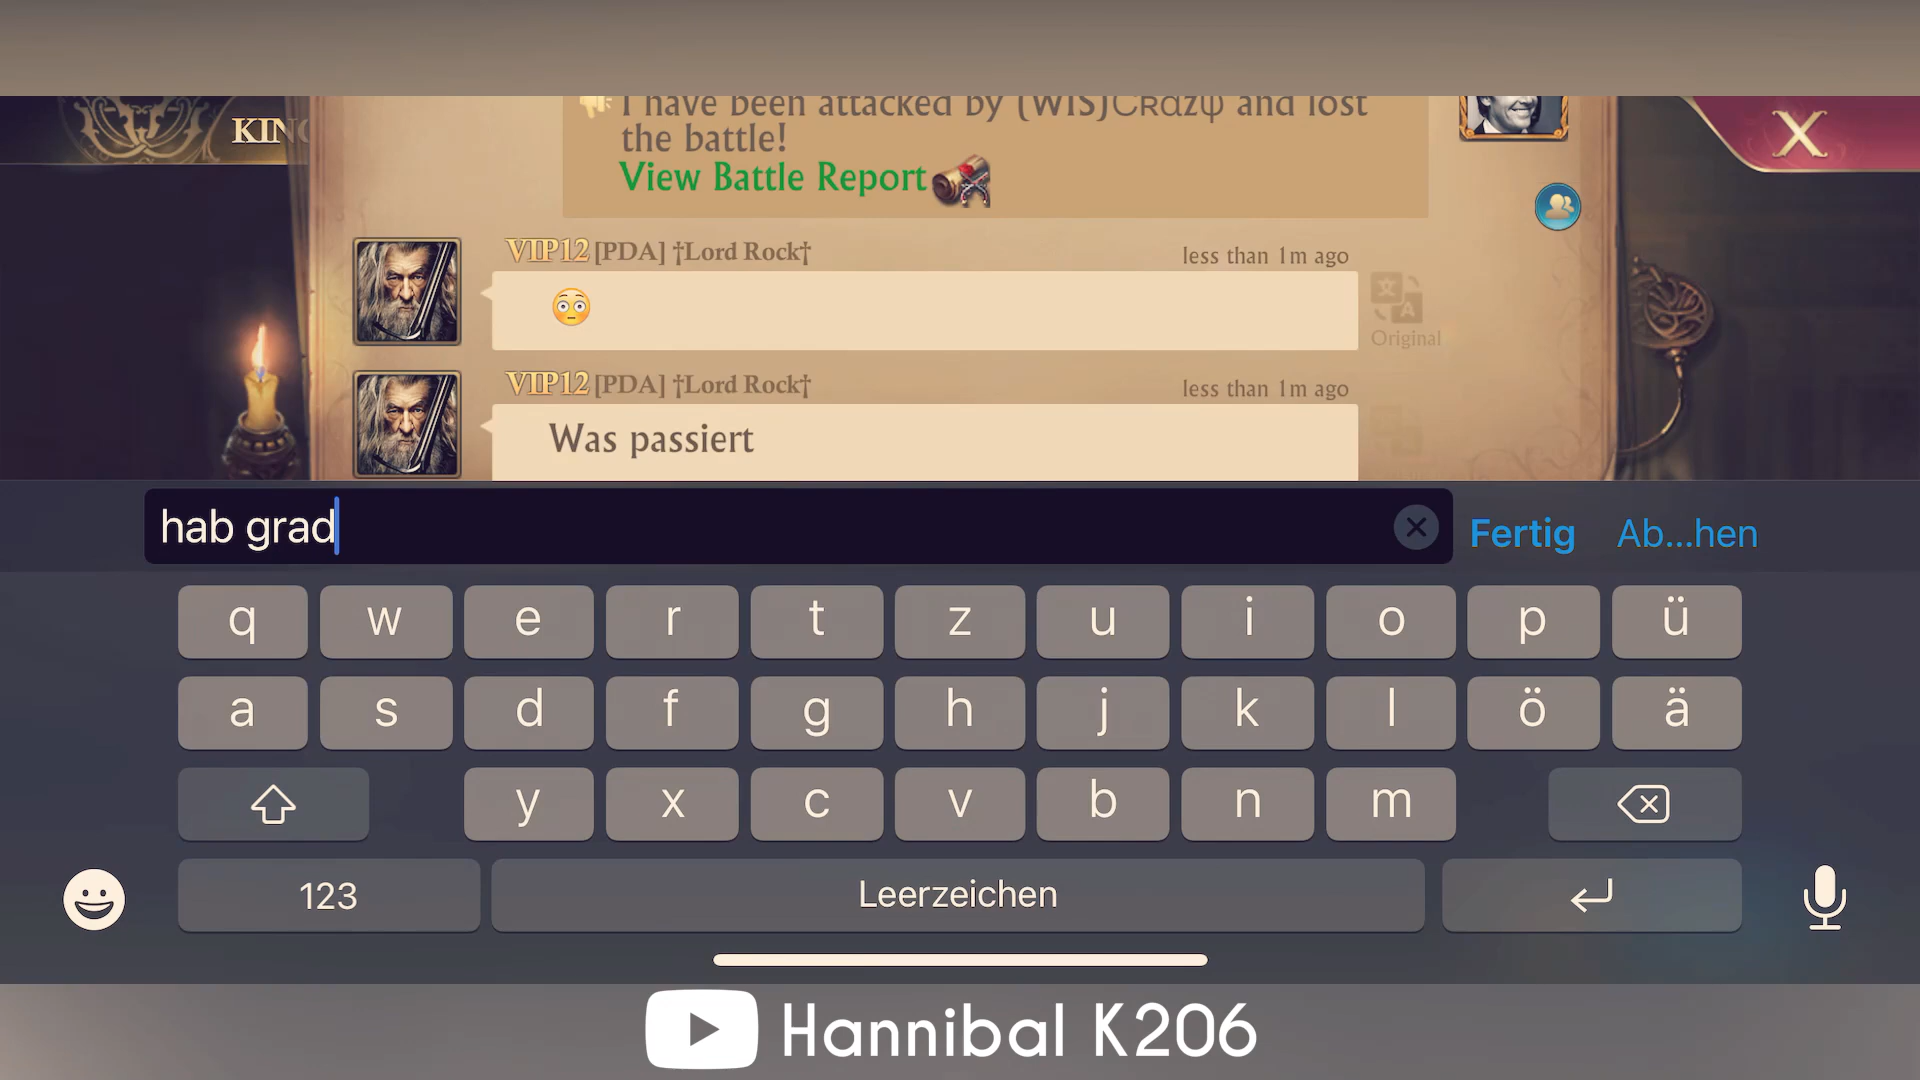 I have been attacked by (WIS)CRαzψ and lost
the battle!
View Battle Report
KING
VIP12 [PDA] †Lord Rock†
less than 1m ago
Original
VIP12 [PDA] †Lord Rock†
less than 1m ago
Was passiert
hab grad
Fertig
Ab...hen
q w e r t z u i o p ü
a s d f g h j k l ö ä
y x c v b n m
123
Leerzeichen
Hannibal K206